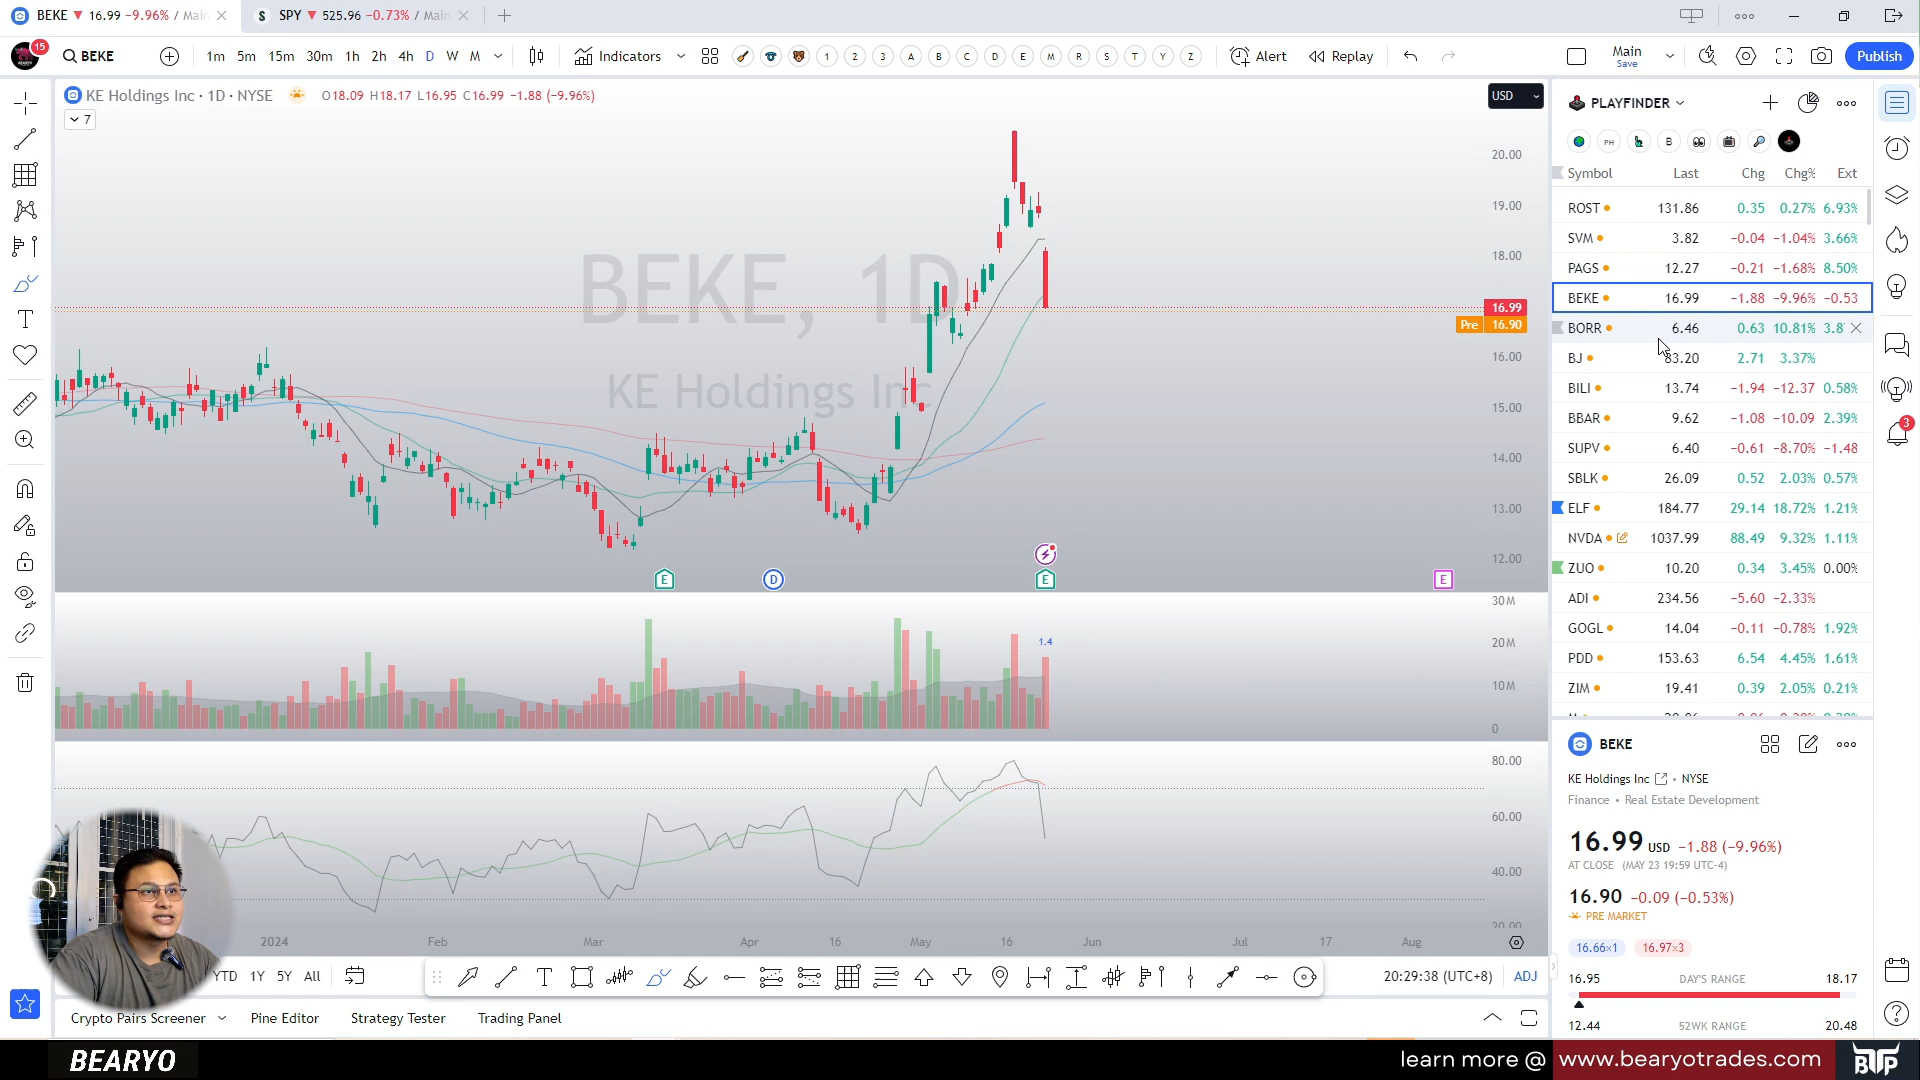 BEKE ▼ 16.99 −9.96% / Main
S SPY ▼ 525.96 −0.73% / Main
15
BEKE
1m 5m 15m 30m 1h 2h 4h D W M
Indicators
1 2 3 A B C D E M R S T Y Z
Alert
Replay
Main
Save
Publish
KE Holdings Inc · 1D · NYSE
O18.09 H18.17 L16.95 C16.99 −1.88 (−9.96%)
USD
7
BEKE, 1D
KE Holdings Inc
20.00
19.00
18.00
16.99
Pre 16.90
16.00
15.00
14.00
13.00
12.00
E D E E
30M
20M
10M
0
1.4
80.00
60.00
40.00
20.00
2024 Feb Mar Apr 16 May 16 Jun Jul 17 Aug
YTD 1Y 5Y All
20:29:38 (UTC+8) ADJ
Crypto Pairs Screener Pine Editor Strategy Tester Trading Panel
PLAYFINDER
PH B
Symbol Last Chg Chg% Ext
ROST 131.86 0.35 0.27% 6.93%
SVM 3.82 −0.04 −1.04% 3.66%
PAGS 12.27 −0.21 −1.68% 8.50%
BEKE 16.99 −1.88 −9.96% −0.53
BORR 6.46 0.63 10.81% 3.8
BJ 83.20 2.71 3.37%
BILI 13.74 −1.94 −12.37 0.58%
BBAR 9.62 −1.08 −10.09 2.39%
SUPV 6.40 −0.61 −8.70% −1.48
SBLK 26.09 0.52 2.03% 0.57%
ELF 184.77 29.14 18.72% 1.21%
NVDA 1037.99 88.49 9.32% 1.11%
ZUO 10.20 0.34 3.45% 0.00%
ADI 234.56 −5.60 −2.33%
GOGL 14.04 −0.11 −0.78% 1.92%
PDD 153.63 6.54 4.45% 1.61%
ZIM 19.41 0.39 2.05% 0.21%
BEKE
KE Holdings Inc • NYSE
Finance • Real Estate Development
16.99 USD −1.88 (−9.96%)
AT CLOSE (MAY 23 19:59 UTC-4)
16.90 −0.09 (−0.53%)
PRE MARKET
16.66×1 16.97×3
16.95 DAY'S RANGE 18.17
12.44 52WK RANGE 20.48
3
BEARYO
learn more @ www.bearyotrades.com
BTP